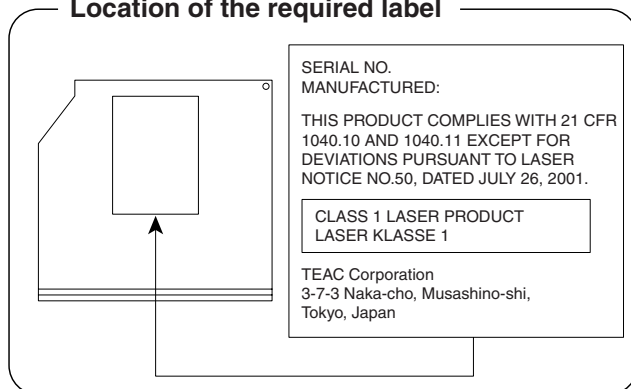 Location of the required label
SERIAL NO.
MANUFACTURED:
THIS PRODUCT COMPLIES WITH 21 CFR
1040.10 AND 1040.11 EXCEPT FOR
DEVIATIONS PURSUANT TO LASER
NOTICE NO.50, DATED JULY 26, 2001.
CLASS 1 LASER PRODUCT
LASER KLASSE 1
TEAC Corporation
3-7-3 Naka-cho, Musashino-shi,
Tokyo, Japan